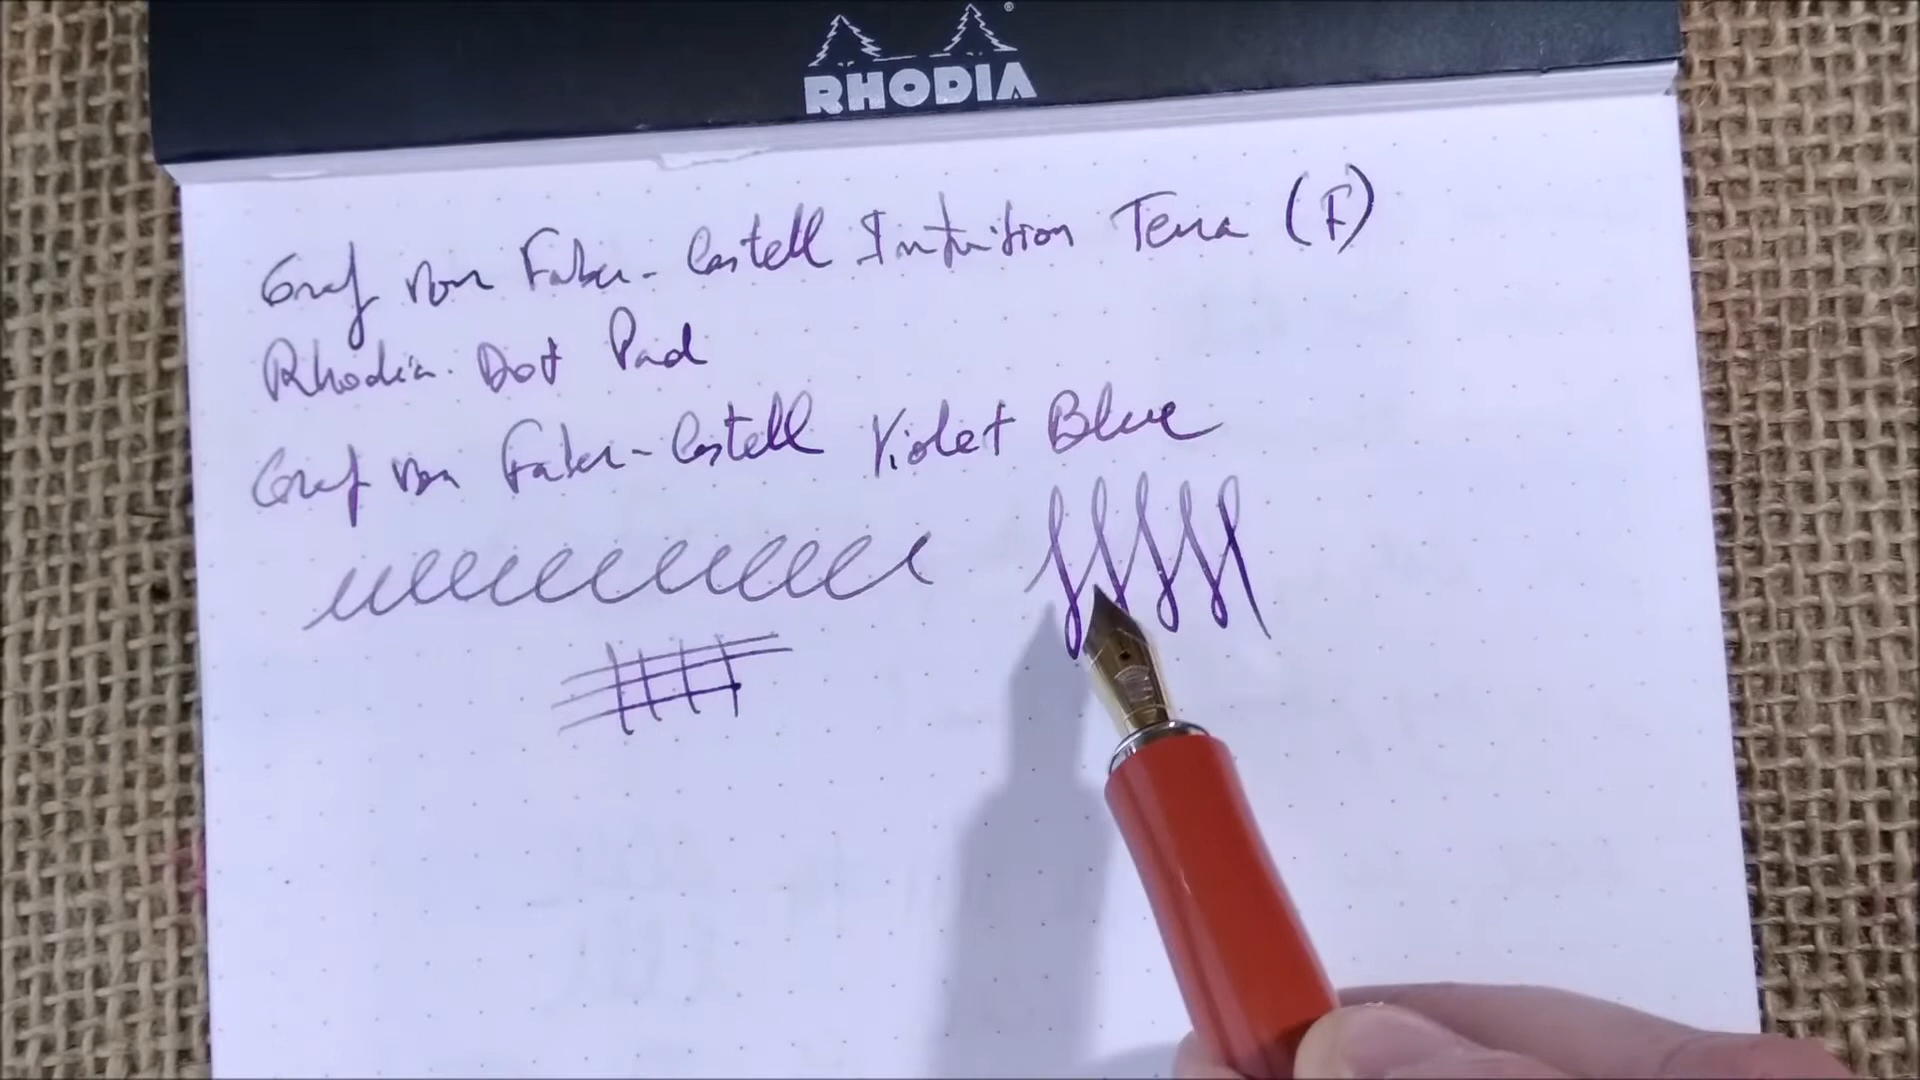 RHODIA
Graf von Faber-Castell Intuition Terra (F)
Rhodia Dot Pad
Graf von Faber-Castell Violet Blue